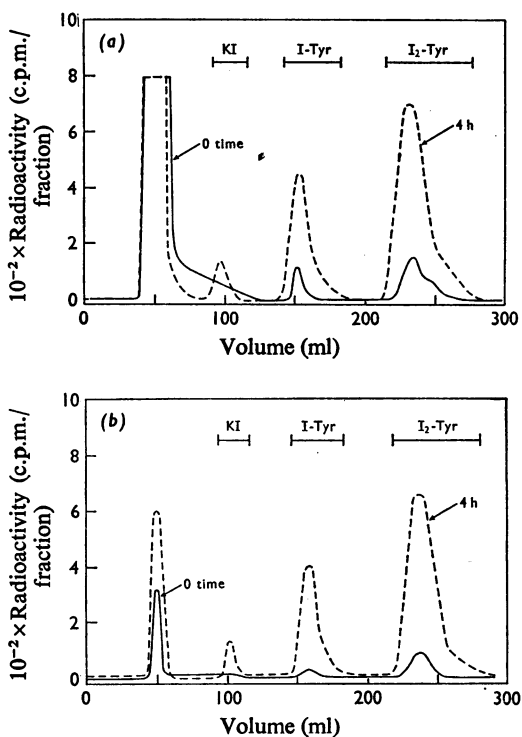 10⁻² × Radioactivity (c.p.m./
fraction)
10
8
6
4
2
0
(a)
KI
I-Tyr
I₂-Tyr
0 time
4 h
0
100
200
300
Volume (ml)
10⁻² × Radioactivity (c.p.m./
fraction)
10
8
6
4
2
0
(b)
KI
I-Tyr
I₂-Tyr
0 time
4 h
0
100
200
300
Volume (ml)